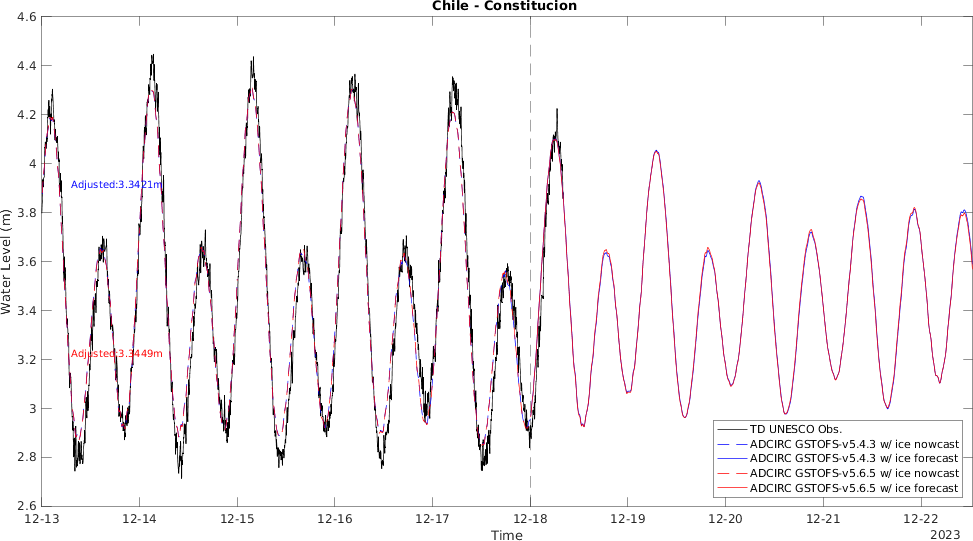 Chile - Constitucion
4.6
4.4
4.2
4
3.8
3.6
3.4
3.2
3
2.8
2.6
Water Level (m)
Adjusted:3.3421m
Adjusted:3.3449m
TD UNESCO Obs.
ADCIRC GSTOFS-v5.4.3 w/ ice nowcast
ADCIRC GSTOFS-v5.4.3 w/ ice forecast
ADCIRC GSTOFS-v5.6.5 w/ ice nowcast
ADCIRC GSTOFS-v5.6.5 w/ ice forecast
12-13 12-14 12-15 12-16 12-17 12-18 12-19 12-20 12-21 12-22
Time
2023